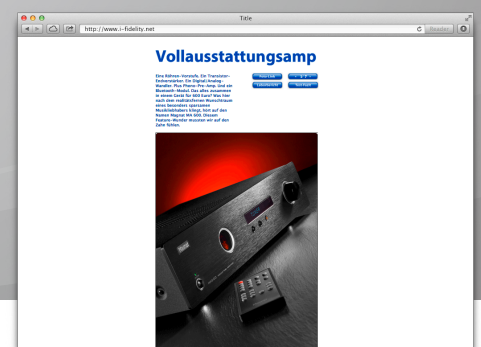 Title
http://www.i-fidelity.net
Reader
Vollausstattungsamp
Eine Röhren-Vorstufe. Ein Transistor-
Endverstärker. Ein Digital/Analog-
Wandler. Plus Phono-Pre-Amp. Und ein
Bluetooth-Modul. Das alles zusammen
in einem Gerät für 600 Euro? Was hier
nach dem realitätsfernen Wunschtraum
eines besonders sparsamen
Musikliebhabers klingt, hört auf den
Namen Magnat MA 600. Diesem
Feature-Wunder mussten wir auf den
Zahn fühlen.
Laborbericht
Magnat